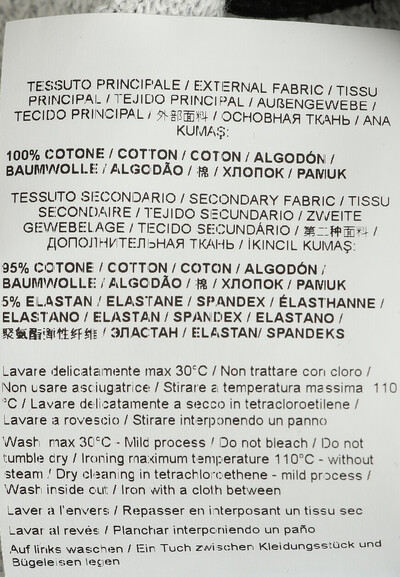 TESSUTO PRINCIPALE / EXTERNAL FABRIC / TISSU
PRINCIPAL / TEJIDO PRINCIPAL / AUßENGEWEBE /
TECIDO PRINCIPAL / 外部面料 / ОСНОВНАЯ ТКАНЬ / ANA
KUMAŞ:
100% COTONE / COTTON / COTON / ALGODÓN /
BAUMWOLLE / ALGODÃO / 棉 / ХЛОПОК / PAMUK
TESSUTO SECONDARIO / SECONDARY FABRIC / TISSU
SECONDAIRE / TEJIDO SECUNDARIO / ZWEITE
GEWEBELAGE / TECIDO SECUNDÁRIO / 第二种面料 /
ДОПОЛНИТЕЛЬНАЯ ТКАНЬ / İKINCIL KUMAŞ:
95% COTONE / COTTON / COTON / ALGODÓN /
BAUMWOLLE / ALGODÃO / 棉 / ХЛОПОК / PAMUK
5% ELASTAN / ELASTANE / SPANDEX / ÉLASTHANNE /
ELASTANO / ELASTAN / SPANDEX / ELASTANO /
聚氨酯弹性纤维 / ЭЛАСТАН / ELASTAN/ SPANDEKS
Lavare delicatamente max 30°C / Non trattare con cloro /
Non usare asciugatrice / Stirare a temperatura massima 110
°C / Lavare delicatamente a secco in tetracloroetilene /
Lavare a rovescio / Stirare interponendo un panno
Wash max 30°C - Mild process / Do not bleach / Do not
tumble dry / Ironing maximum temperature 110°C - without
steam / Dry cleaning in tetrachloroethene - mild process /
Wash inside out / Iron with a cloth between
Laver à l'envers / Repasser en interposant un tissu sec
Lavar al revés / Planchar interponiendo un paño
Auf links waschen / Ein Tuch zwischen Kleidungsstück und
Bügeleisen legen